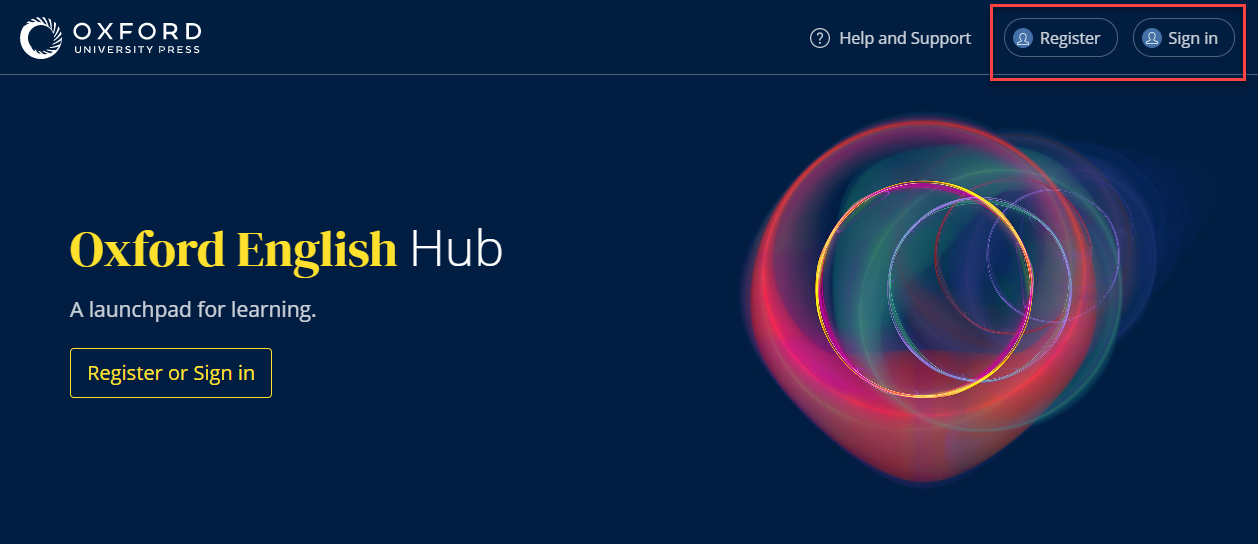 OXFORD
UNIVERSITY PRESS
Help and Support
Register
Sign in
Oxford English Hub
A launchpad for learning.
Register or Sign in